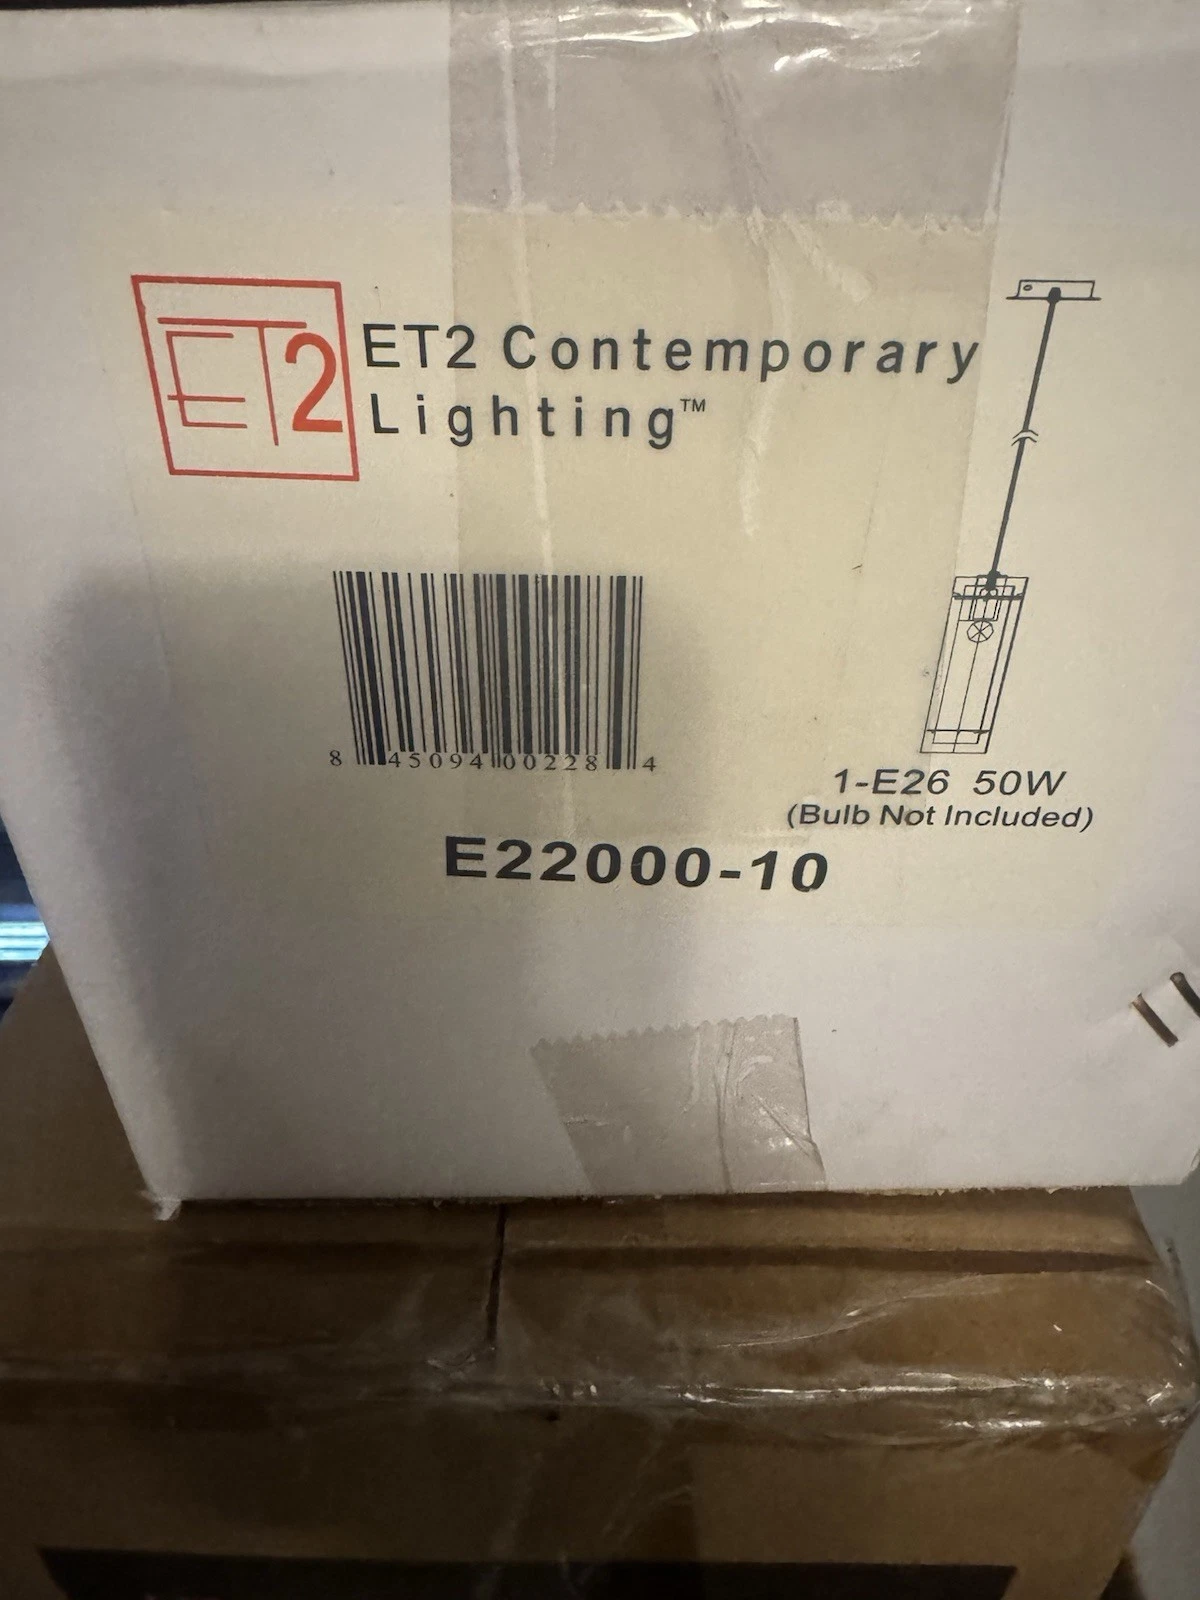 ET2
ET2 Contemporary
Lighting™
8 45094 00228 4
1-E26 50W
(Bulb Not Included)
E22000-10